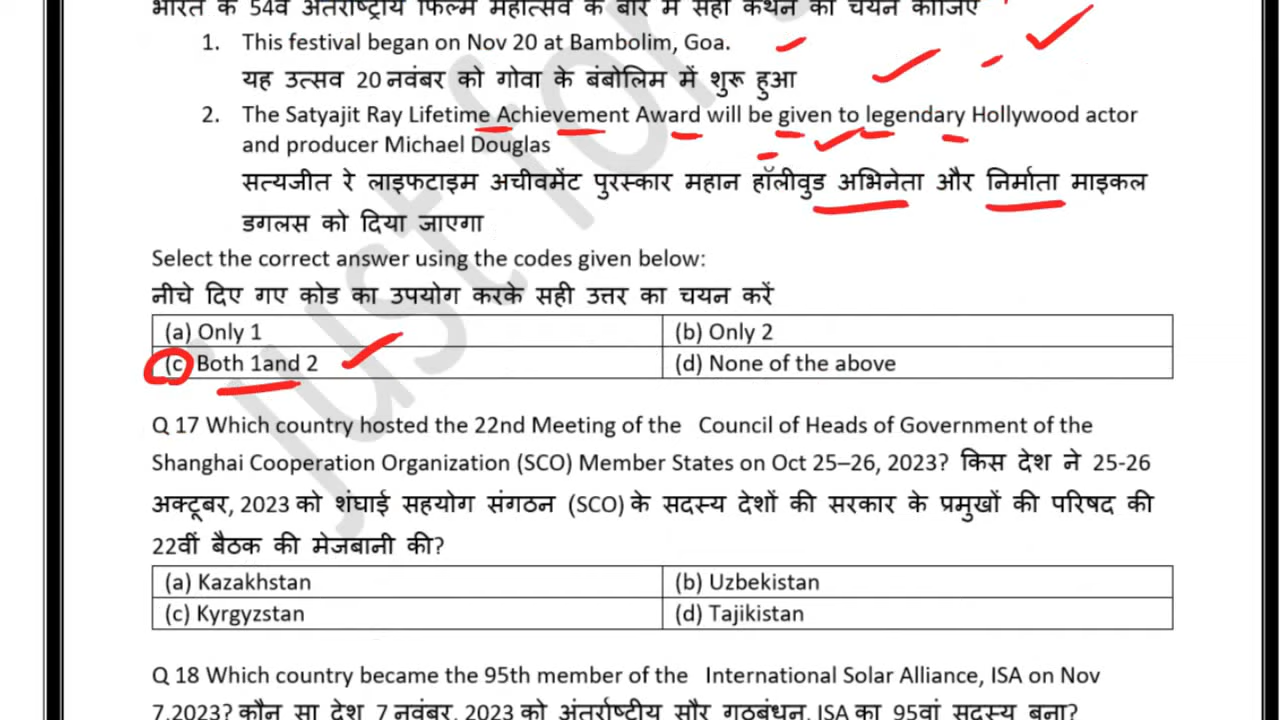 भारत के 54वें अंतर्राष्ट्रीय फिल्म महोत्सव के बारे में सही कथन का चयन कीजिए
1. This festival began on Nov 20 at Bambolim, Goa.
यह उत्सव 20 नवंबर को गोवा के बंबोलिम में शुरू हुआ
2. The Satyajit Ray Lifetime Achievement Award will be given to legendary Hollywood actor
and producer Michael Douglas
सत्यजीत रे लाइफटाइम अचीवमेंट पुरस्कार महान हॉलीवुड अभिनेता और निर्माता माइकल
डगलस को दिया जाएगा
Select the correct answer using the codes given below:
नीचे दिए गए कोड का उपयोग करके सही उत्तर का चयन करें
(a) Only 1 (b) Only 2
(c) Both 1and 2 (d) None of the above
Q 17 Which country hosted the 22nd Meeting of the Council of Heads of Government of the
Shanghai Cooperation Organization (SCO) Member States on Oct 25–26, 2023? किस देश ने 25-26
अक्टूबर, 2023 को शंघाई सहयोग संगठन (SCO) के सदस्य देशों की सरकार के प्रमुखों की परिषद की
22वीं बैठक की मेजबानी की?
(a) Kazakhstan (b) Uzbekistan
(c) Kyrgyzstan (d) Tajikistan
Q 18 Which country became the 95th member of the International Solar Alliance, ISA on Nov
7,2023? कौन सा देश 7 नवंबर, 2023 को अंतर्राष्ट्रीय सौर गठबंधन, ISA का 95वां सदस्य बना?
just for